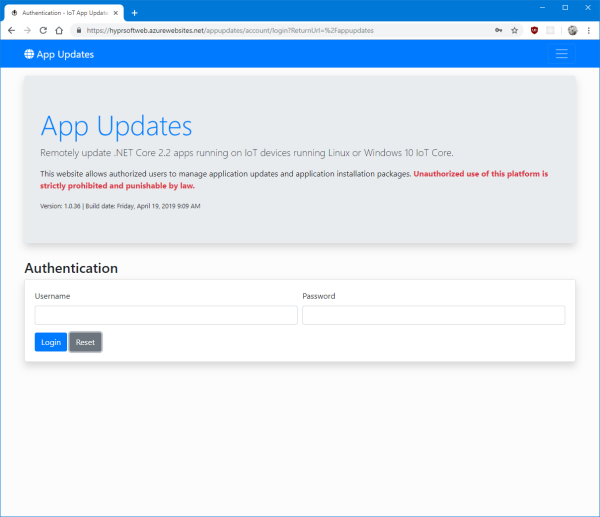 Authentication - IoT App Update
https://hyprsoftweb.azurewebsites.net/appupdates/account/login?ReturnUrl=%2Fappupdates
App Updates
App Updates
Remotely update .NET Core 2.2 apps running on IoT devices running Linux or Windows 10 IoT Core.
This website allows authorized users to manage application updates and application installation packages. Unauthorized use of this platform is
strictly prohibited and punishable by law.
Version: 1.0.36 | Build date: Friday, April 19, 2019 9:09 AM
Authentication
Username Password
Login Reset